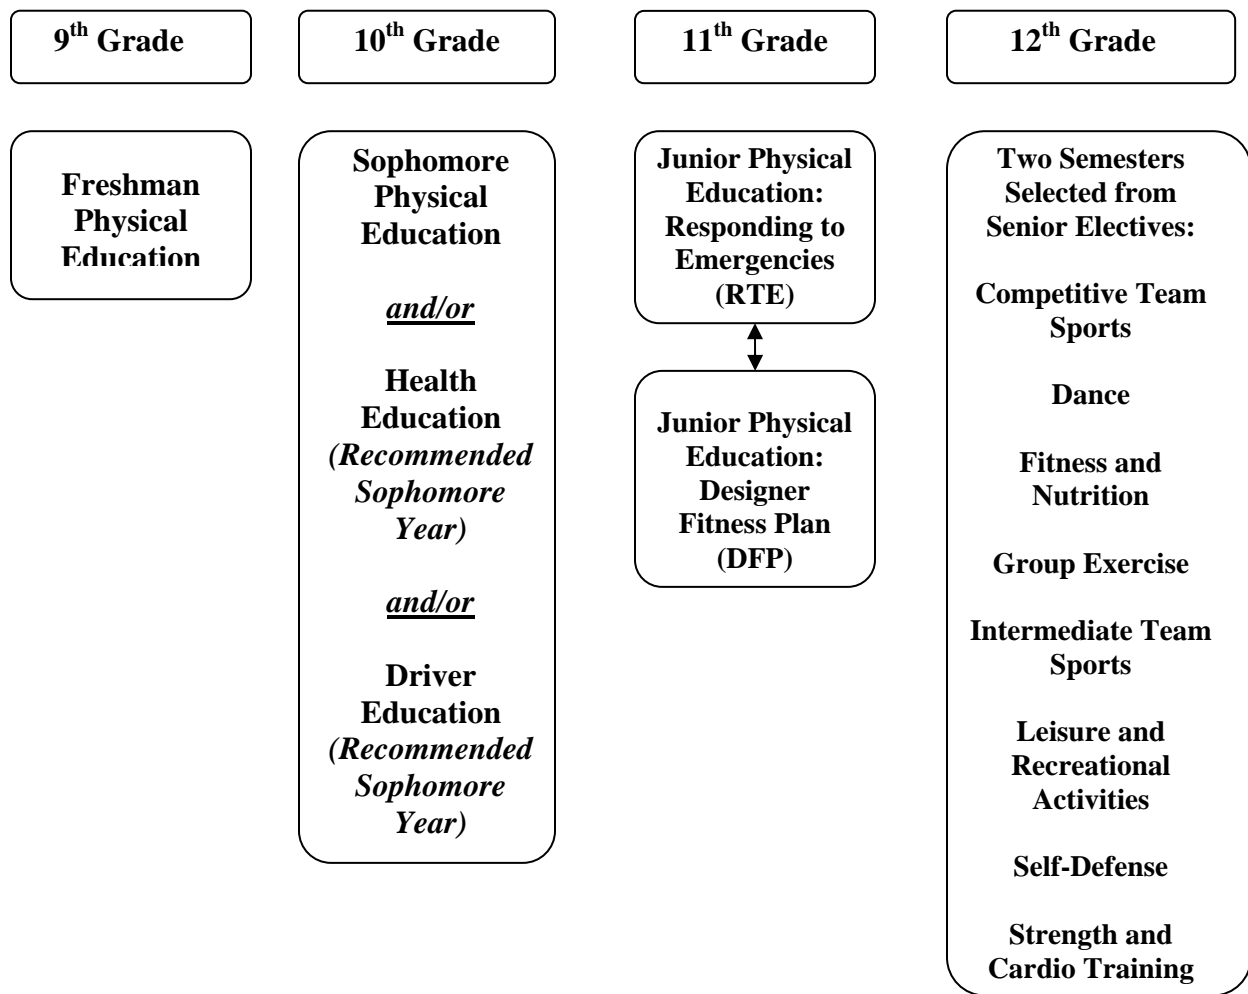 9th Grade
10th Grade
11th Grade
12th Grade
Freshman
Physical
Education
Sophomore
Physical
Education
and/or
Health
Education
(Recommended
Sophomore
Year)
and/or
Driver
Education
(Recommended
Sophomore
Year)
Junior Physical
Education:
Responding to
Emergencies
(RTE)
Junior Physical
Education:
Designer
Fitness Plan
(DFP)
Two Semesters
Selected from
Senior Electives:
Competitive Team
Sports
Dance
Fitness and
Nutrition
Group Exercise
Intermediate Team
Sports
Leisure and
Recreational
Activities
Self-Defense
Strength and
Cardio Training